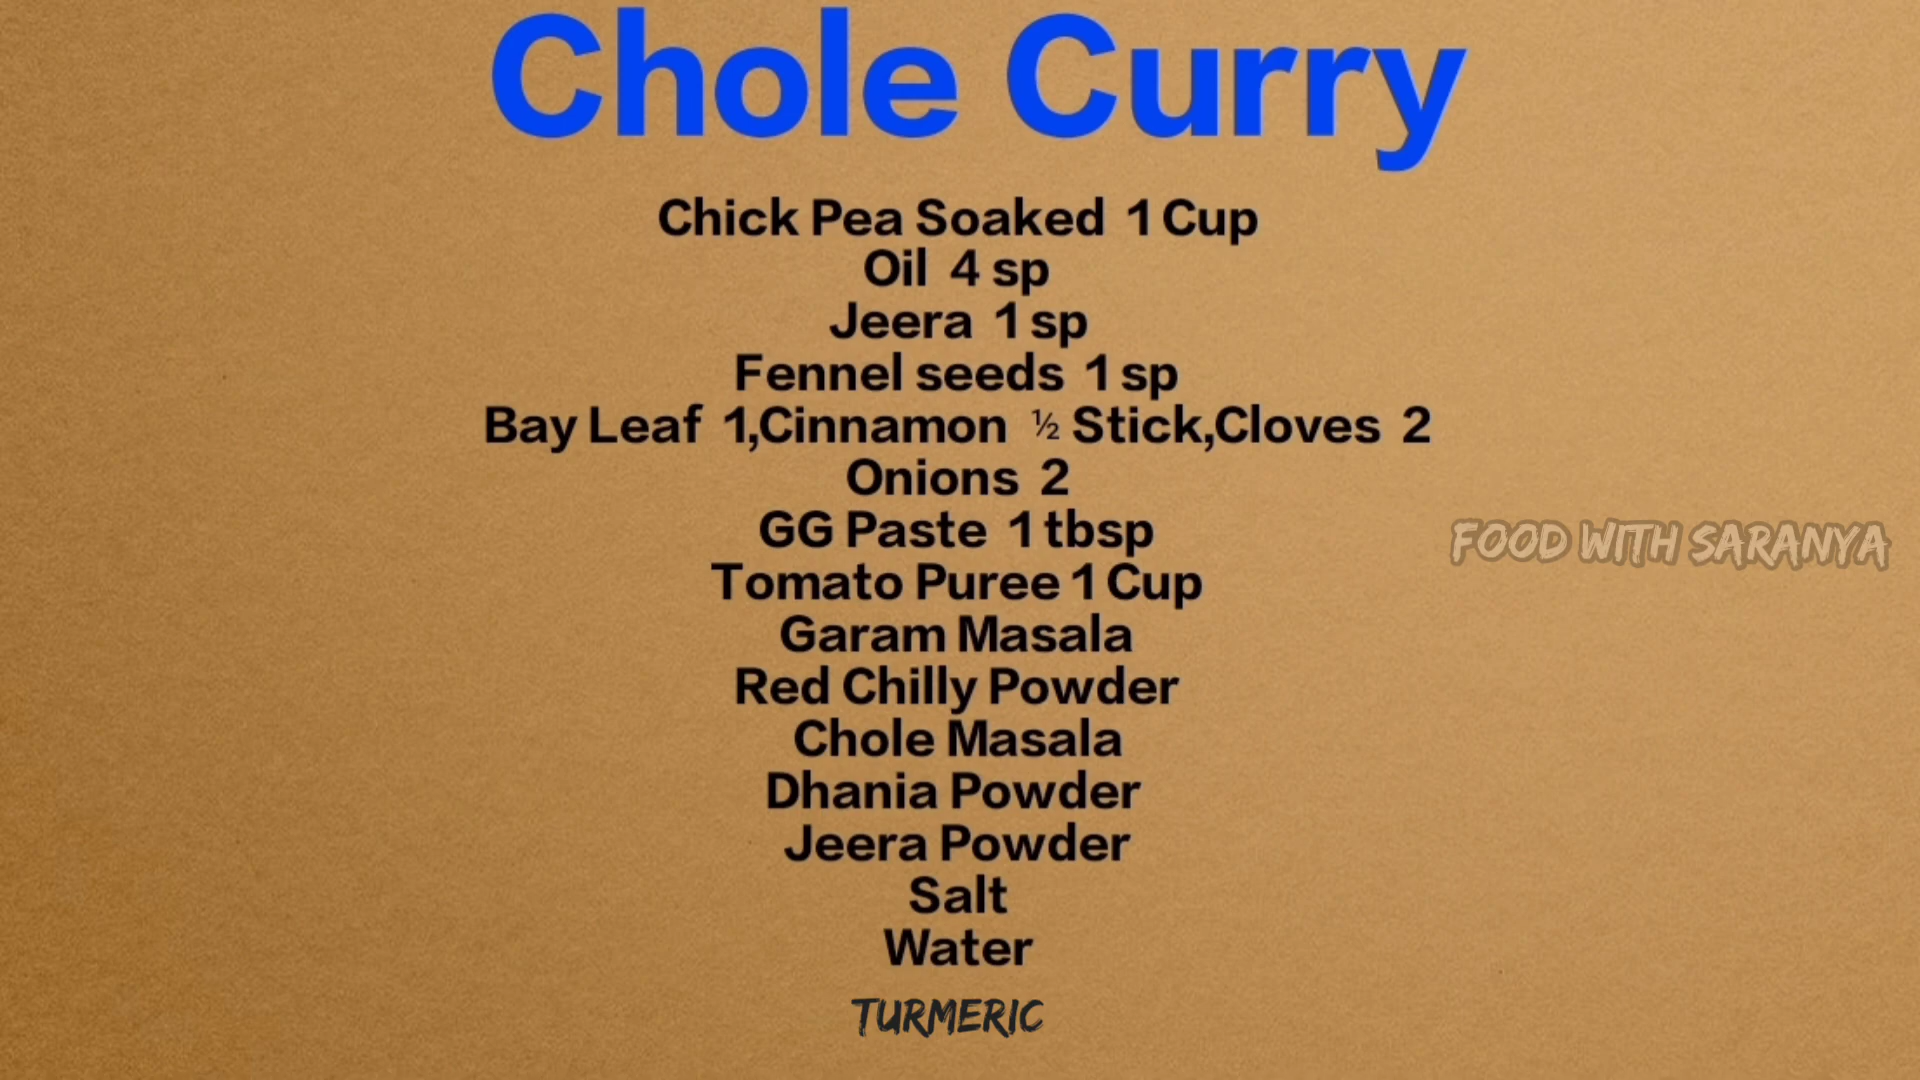 Chole Curry
Chick Pea Soaked 1 Cup
Oil 4 sp
Jeera 1 sp
Fennel seeds 1 sp
Bay Leaf 1,Cinnamon ½ Stick,Cloves 2
Onions 2
GG Paste 1 tbsp
FOOD WITH SARANYA
Tomato Puree 1 Cup
Garam Masala
Red Chilly Powder
Chole Masala
Dhania Powder
Jeera Powder
Salt
Water
TURMERIC